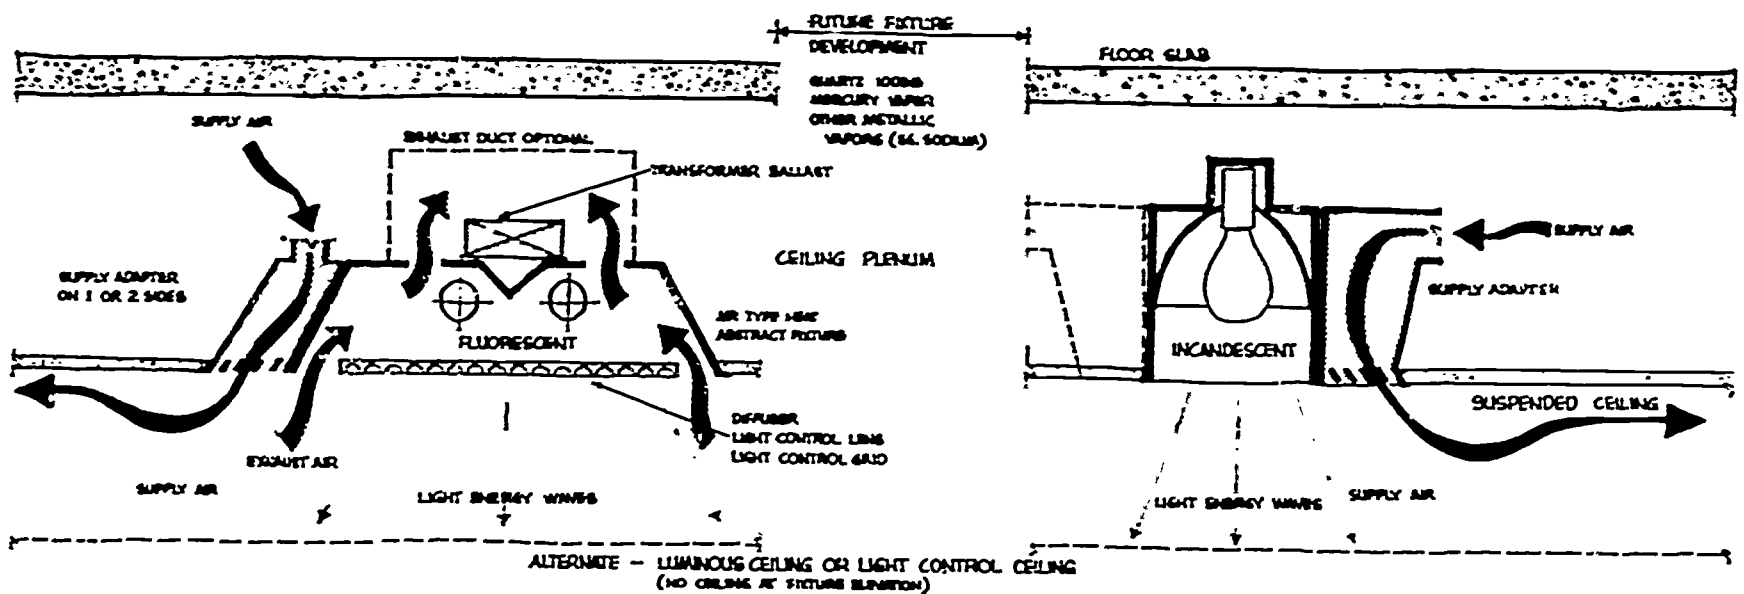 FUTURE FIXTURE
DEVELOPMENT
QUARTZ IODINE
MERCURY VAPOR
OTHER METALLIC
VAPORS (EG. SODIUM)
FLOOR SLAB
SUPPLY AIR
EXHAUST DUCT OPTIONAL
TRANSFORMER BALLAST
SUPPLY ADAPTER
ON 1 OR 2 SIDES
CEILING PLENUM
SUPPLY AIR
SUPPLY ADAPTER
AIR TYPE
ABSTRACT FIXTURE
FLUORESCENT
INCANDESCENT
SUSPENDED CEILING
DIFFUSER
LIGHT CONTROL LENS
LIGHT CONTROL GRID
EXHAUST AIR
SUPPLY AIR
LIGHT ENERGY WAVES
LIGHT ENERGY WAVES
SUPPLY AIR
ALTERNATE - LUMINOUS CEILING OR LIGHT CONTROL CEILING
(NO CEILING AT FIXTURE ELEVATION)